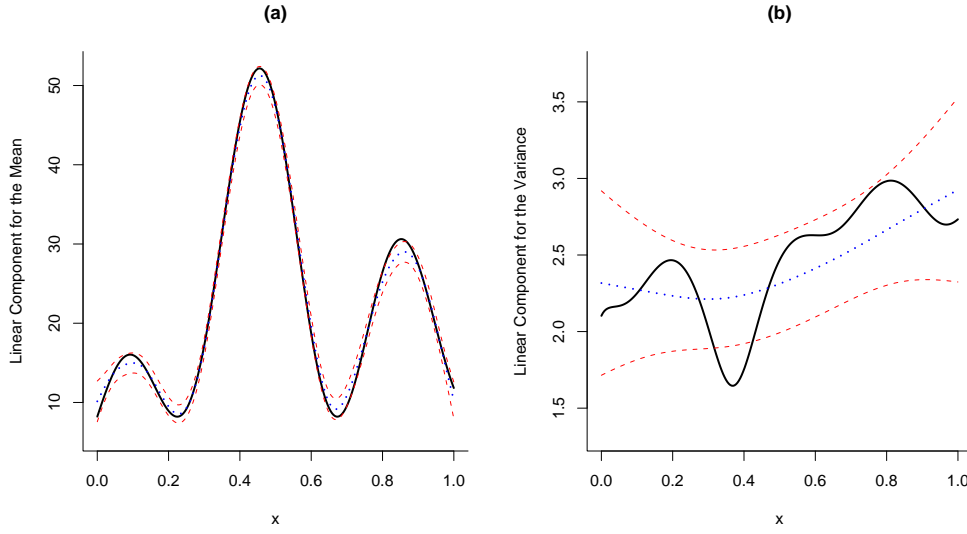 (a)
Linear Component for the Mean
50
40
30
20
10
0.0 0.2 0.4 0.6 0.8 1.0
x
(b)
Linear Component for the Variance
3.5
3.0
2.5
2.0
1.5
0.0 0.2 0.4 0.6 0.8 1.0
x